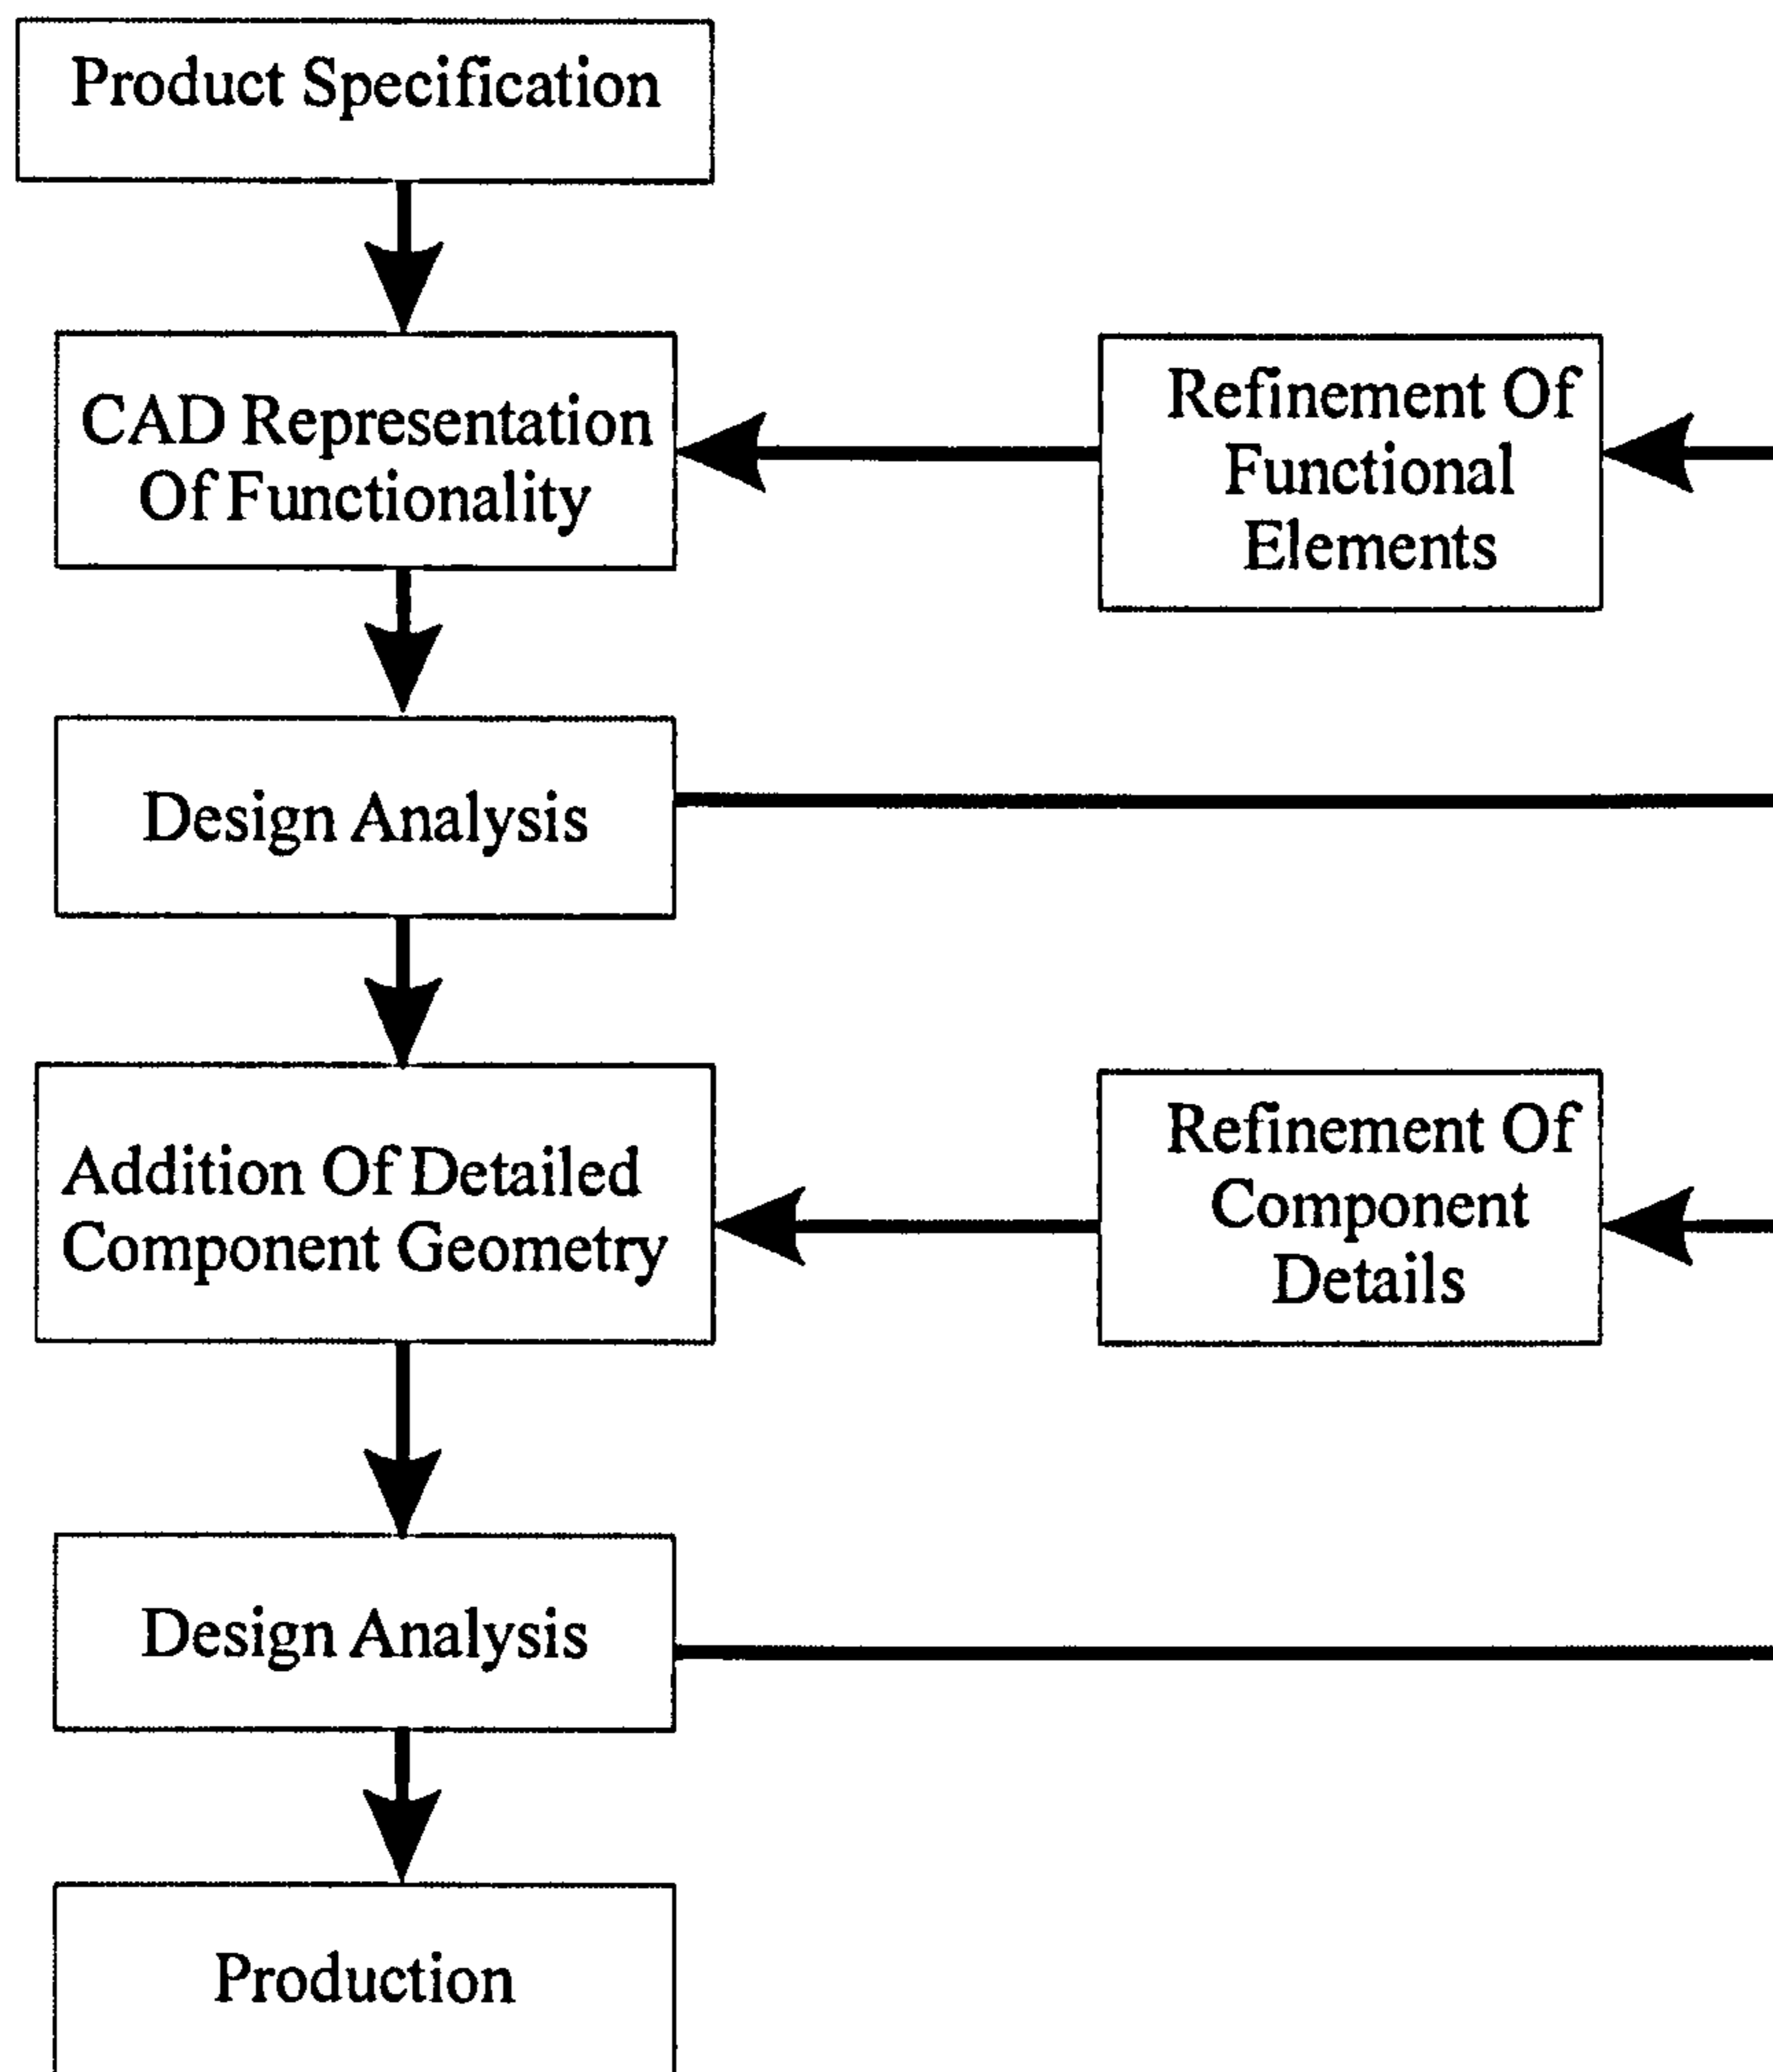 Product Specification
CAD Representation
Of Functionality
Refinement Of
Functional
Elements
Design Analysis
Addition Of Detailed
Component Geometry
Refinement Of
Component
Details
Design Analysis
Production